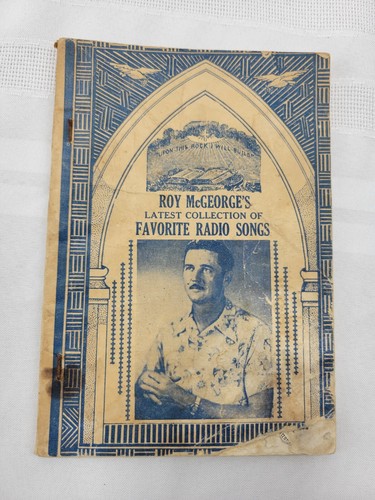 UPON THIS ROCK I WILL BUILD
ROY McGEORGE'S
LATEST COLLECTION OF
FAVORITE RADIO SONGS